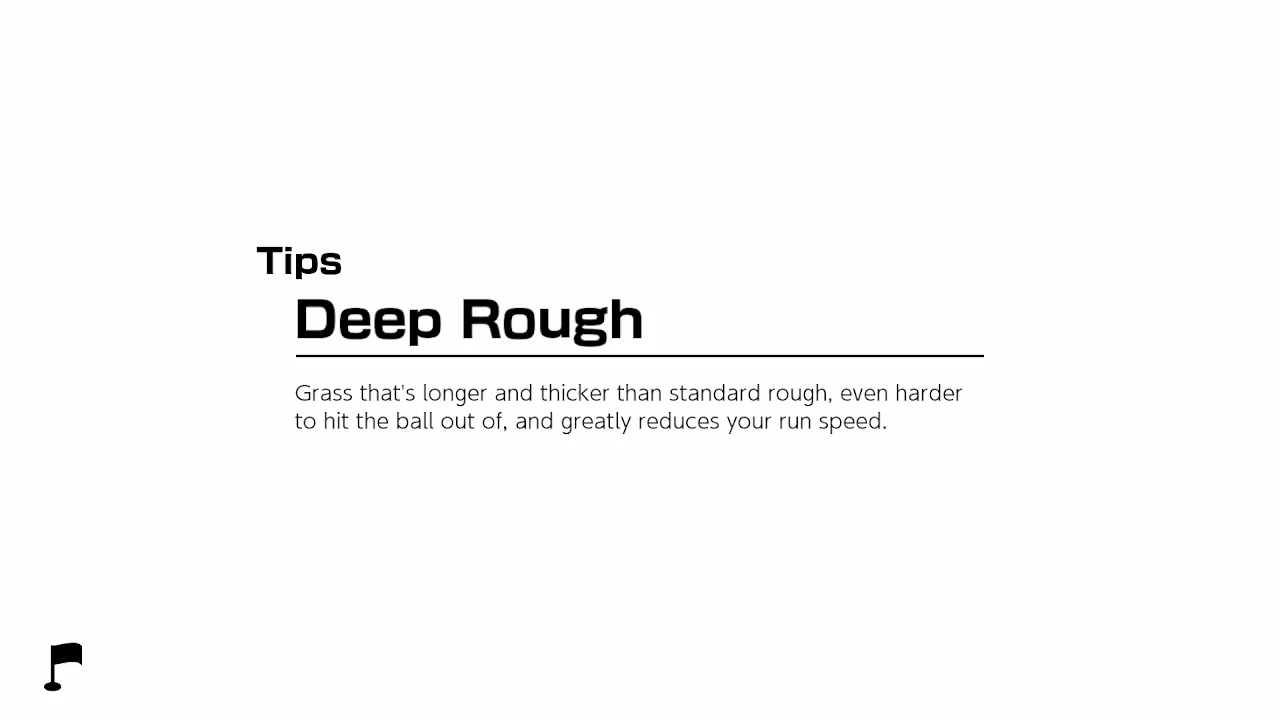 Tips
Deep Rough
Grass that's longer and thicker than standard rough, even harder
to hit the ball out of, and greatly reduces your run speed.